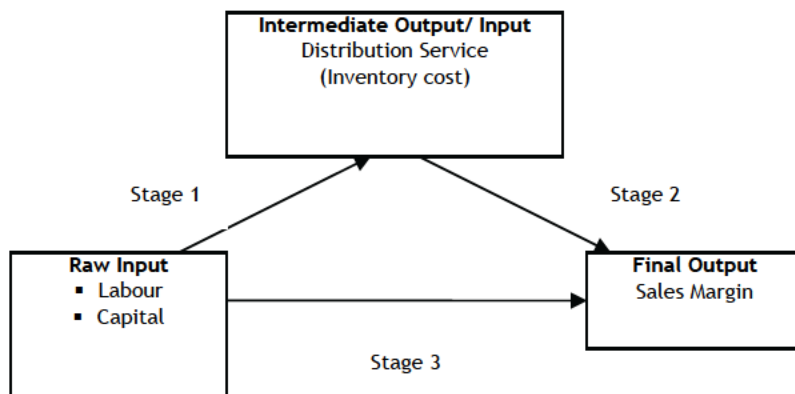 Intermediate Output/ Input
Distribution Service
(Inventory cost)
Stage 1
Stage 2
Raw Input
▪ Labour
▪ Capital
Final Output
Sales Margin
Stage 3